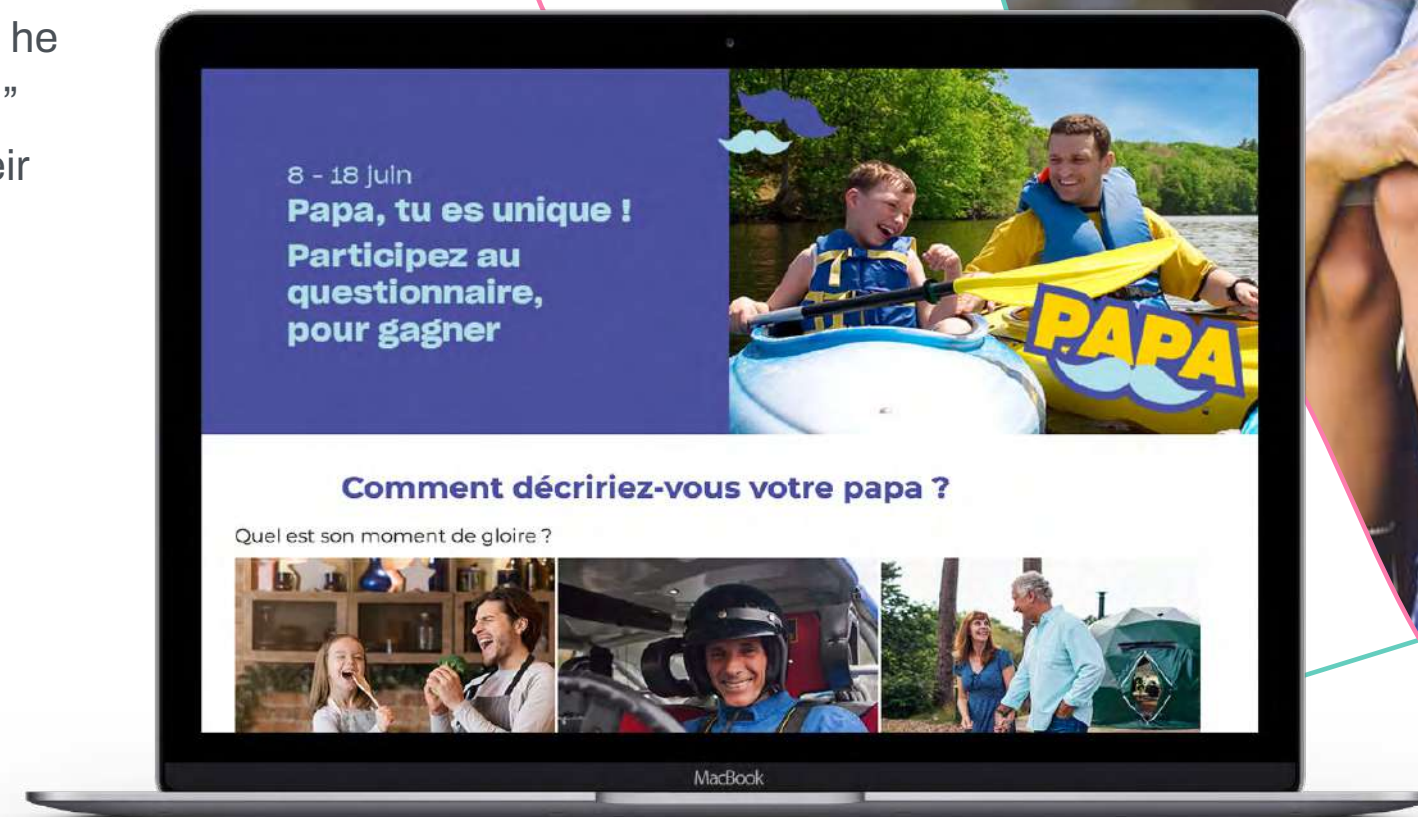 he
”
eir
8 - 18 juin
Papa, tu es unique !
Participez au
questionnaire,
pour gagner
PAPA
Comment décririez-vous votre papa ?
Quel est son moment de gloire ?
MacBook